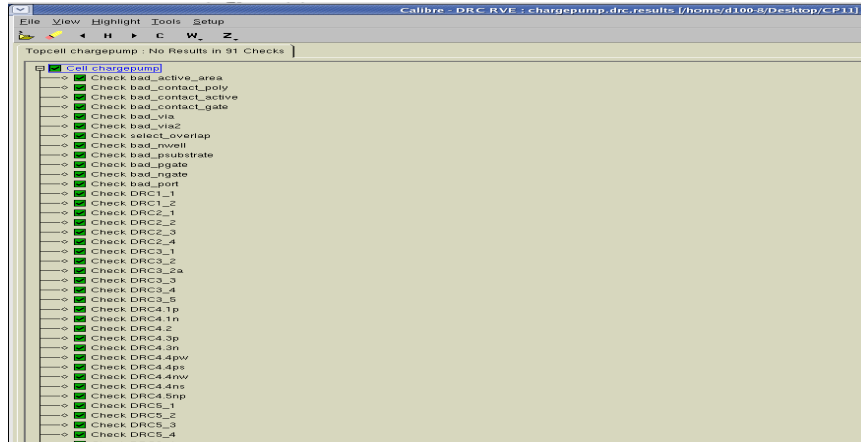 Calibre - DRC RVE : chargepump.drc.results [/home/d100-8/Desktop/CP11]
File View Highlight Tools Setup
H C W. Z.
Topcell chargepump : No Results in 91 Checks
Cell chargepump
Check bad_active_area
Check bad_contact_poly
Check bad_contact_active
Check bad_contact_gate
Check bad_via
Check bad_via2
Check select_overlap
Check bad_nwell
Check bad_psubstrate
Check bad_pgate
Check bad_ngate
Check bad_port
Check DRC1_1
Check DRC1_2
Check DRC2_1
Check DRC2_2
Check DRC2_3
Check DRC2_4
Check DRC3_1
Check DRC3_2
Check DRC3_2a
Check DRC3_3
Check DRC3_4
Check DRC3_5
Check DRC4.1p
Check DRC4.1n
Check DRC4.2
Check DRC4.3p
Check DRC4.3n
Check DRC4.4pw
Check DRC4.4ps
Check DRC4.4nw
Check DRC4.4ns
Check DRC4.5np
Check DRC5_1
Check DRC5_2
Check DRC5_3
Check DRC5_4